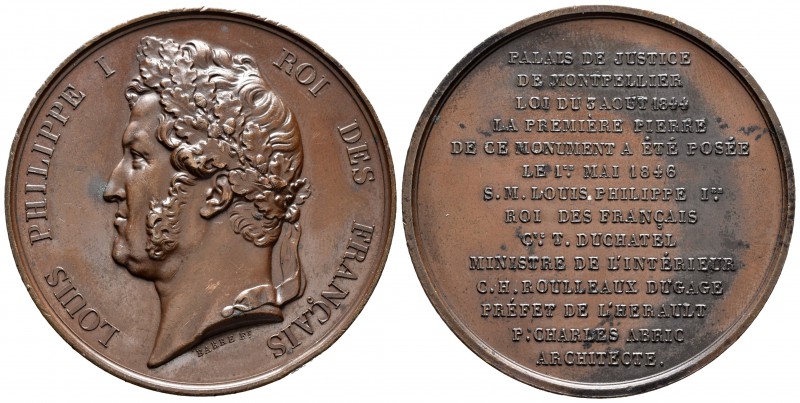 LOUIS PHILIPPE I ROI DES FRANÇAIS
BARRE Fт
PALAIS DE JUSTICE
DE MONTPELLIER
LOI DU 3 AOÛT 1844
LA PREMIÈRE PIERRE
DE CE MONUMENT A ÉTÉ POSÉE
LE 1ER MAI 1846
S.M. LOUIS. PHILIPPE IER
ROI DES FRANÇAIS
CTE T. DUCHATEL
MINISTRE DE L'INTÉRIEUR
C.H. ROULLEAUX DUGAGE
PRÉFET DE L'HERAULT
P. CHARLES ABRIC
ARCHITECTE.